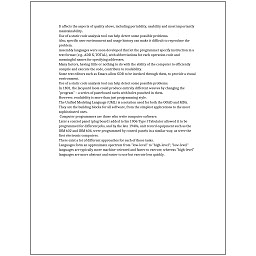 It affects the aspects of quality above, including portability, usability and most importantly
maintainability.
Use of a static code analysis tool can help detect some possible problems.
Also, specific user environment and usage history can make it difficult to reproduce the
problem.
Assembly languages were soon developed that let the programmer specify instruction in a
text format (e.g., ADD X, TOTAL), with abbreviations for each operation code and
meaningful names for specifying addresses.
Many factors, having little or nothing to do with the ability of the computer to efficiently
compile and execute the code, contribute to readability.
Some text editors such as Emacs allow GDB to be invoked through them, to provide a visual
environment.
Use of a static code analysis tool can help detect some possible problems.
In 1801, the Jacquard loom could produce entirely different weaves by changing the
"program" – a series of pasteboard cards with holes punched in them.
However, readability is more than just programming style.
The Unified Modeling Language (UML) is a notation used for both the OOAD and MDA.
They are the building blocks for all software, from the simplest applications to the most
sophisticated ones.
Computer programmers are those who write computer software.
Later a control panel (plug board) added to his 1906 Type I Tabulator allowed it to be
programmed for different jobs, and by the late 1940s, unit record equipment such as the
IBM 602 and IBM 604, were programmed by control panels in a similar way, as were the
first electronic computers.
There exist a lot of different approaches for each of those tasks.
Languages form an approximate spectrum from "low-level" to "high-level"; "low-level"
languages are typically more machine-oriented and faster to execute, whereas "high-level"
languages are more abstract and easier to use but execute less quickly.